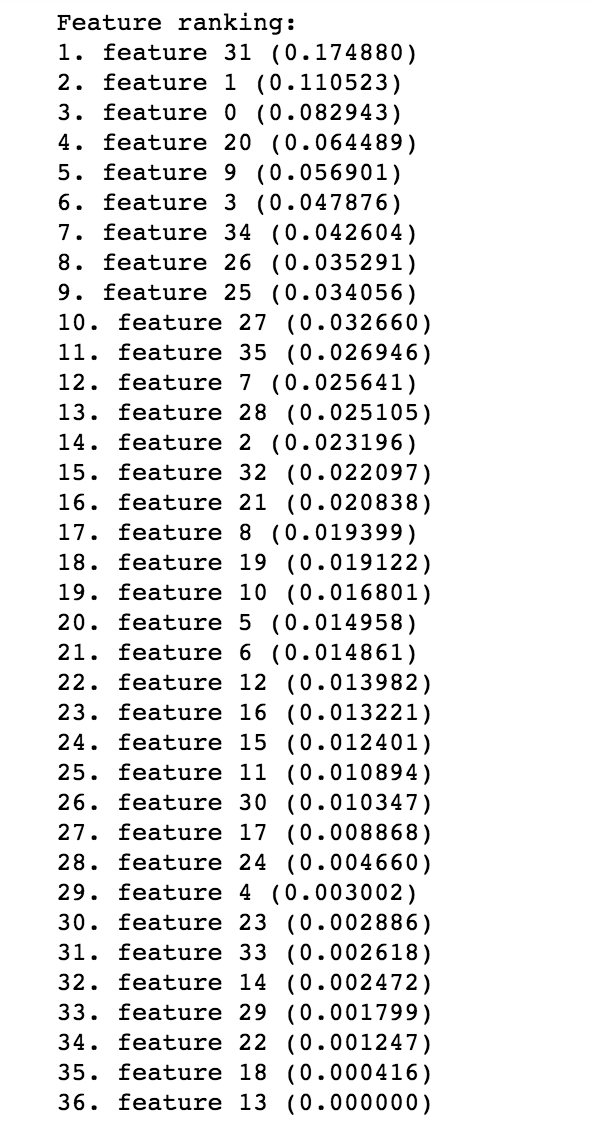 Feature ranking:
1. feature 31 (0.174880)
2. feature 1 (0.110523)
3. feature 0 (0.082943)
4. feature 20 (0.064489)
5. feature 9 (0.056901)
6. feature 3 (0.047876)
7. feature 34 (0.042604)
8. feature 26 (0.035291)
9. feature 25 (0.034056)
10. feature 27 (0.032660)
11. feature 35 (0.026946)
12. feature 7 (0.025641)
13. feature 28 (0.025105)
14. feature 2 (0.023196)
15. feature 32 (0.022097)
16. feature 21 (0.020838)
17. feature 8 (0.019399)
18. feature 19 (0.019122)
19. feature 10 (0.016801)
20. feature 5 (0.014958)
21. feature 6 (0.014861)
22. feature 12 (0.013982)
23. feature 16 (0.013221)
24. feature 15 (0.012401)
25. feature 11 (0.010894)
26. feature 30 (0.010347)
27. feature 17 (0.008868)
28. feature 24 (0.004660)
29. feature 4 (0.003002)
30. feature 23 (0.002886)
31. feature 33 (0.002618)
32. feature 14 (0.002472)
33. feature 29 (0.001799)
34. feature 22 (0.001247)
35. feature 18 (0.000416)
36. feature 13 (0.000000)